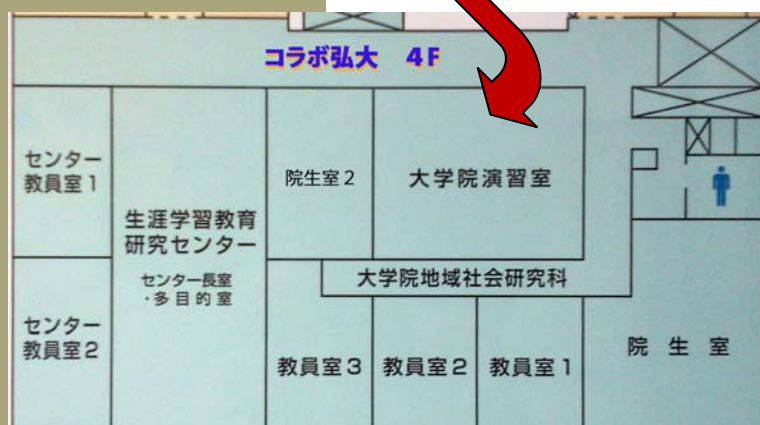 コラボ弘大 4F
センター
教員室1
生涯学習教育
研究センター
センター長室
・多目的室
院生室2
大学院演習室
大学院地域社会研究科
センター
教員室2
教員室3
教員室2
教員室1
院生室